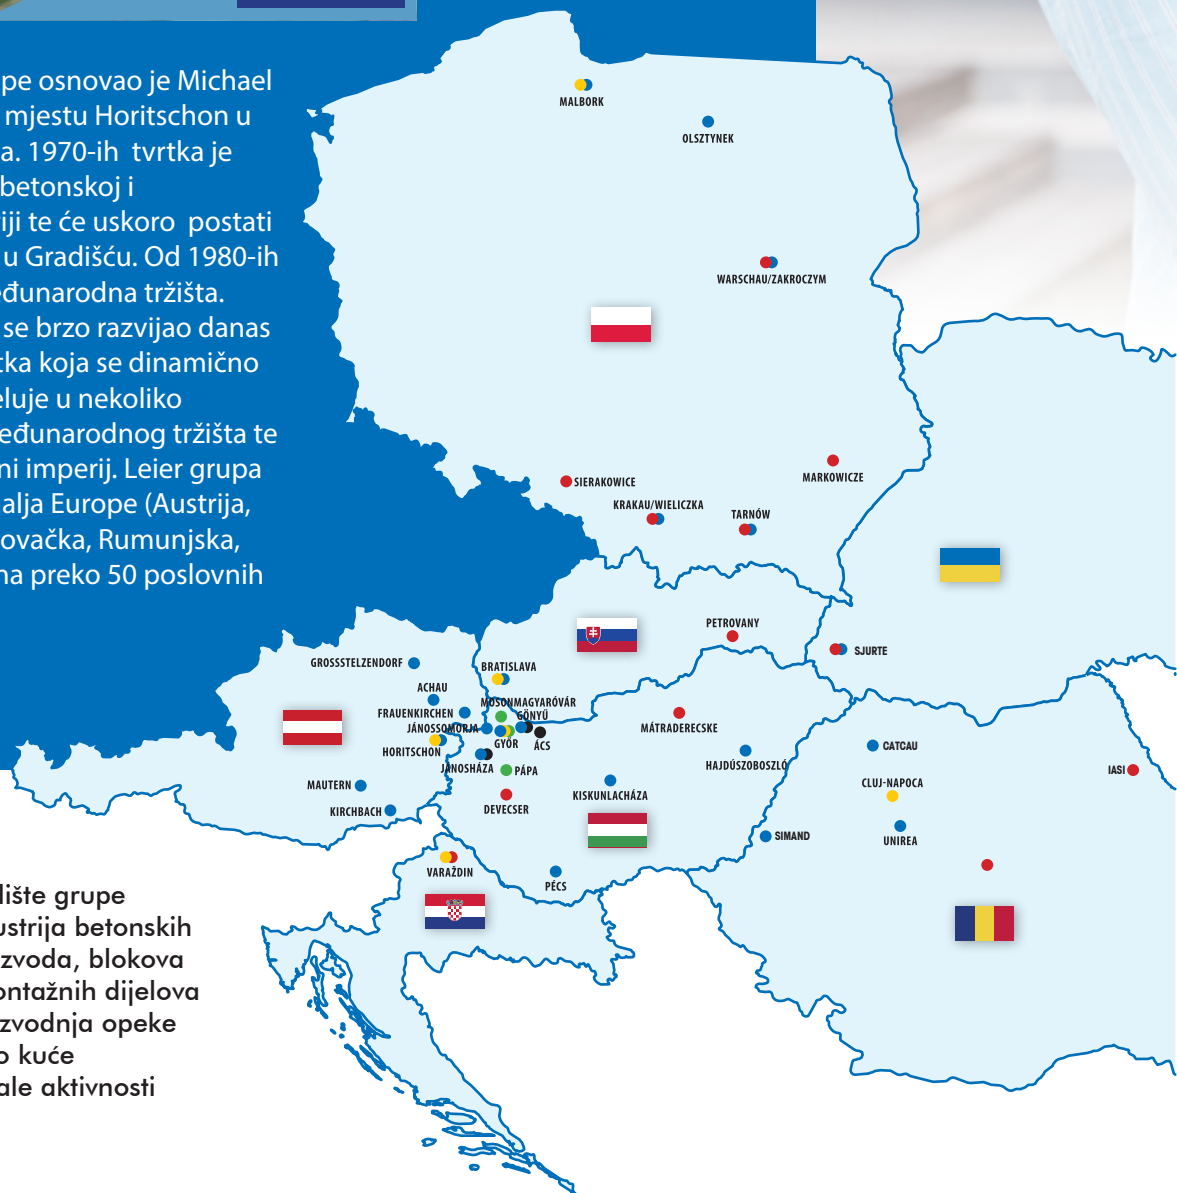 pe osnovao je Michael
mjestu Horitschon u
a. 1970-ih tvrtka je
betonskoj i
iji te će uskoro postati
u Gradišću. Od 1980-ih
eđunarodna tržišta.
se brzo razvijao danas
tka koja se dinamično
eluje u nekoliko
eđunarodnog tržišta te
ni imperij. Leier grupa
alja Europe (Austrija,
ovačka, Rumunjska,
na preko 50 poslovnih
MALBORK
OLSZTYNEK
WARSCHAU/ZAKROCZYM
MARKOWICZE
SIERAKOWICE
KRAKAU/WIELICZKA
TARNÓW
PETROVANY
SJURTE
GROSSSTELZENDORF
BRATISLAVA
ACHAU
MOSONMAGYARÓVÁR
FRAUENKIRCHEN
GÖNYŰ
JÁNOSSOMORJA
MÁTRADERECSKE
GYŐR
ÁCS
HORITSCHON
CATCAU
JÁNOSHÁZA
PÁPA
HAJDÚSZOBOSZLÓ
IASI
MAUTERN
KISKUNLACHÁZA
CLUJ-NAPOCA
KIRCHBACH
DEVECSER
SIMAND
UNIREA
VARAŽDIN
PÉCS
lište grupe
ustrija betonskih
zvoda, blokova
ontažnih dijelova
zvodnja opeke
o kuće
ale aktivnosti